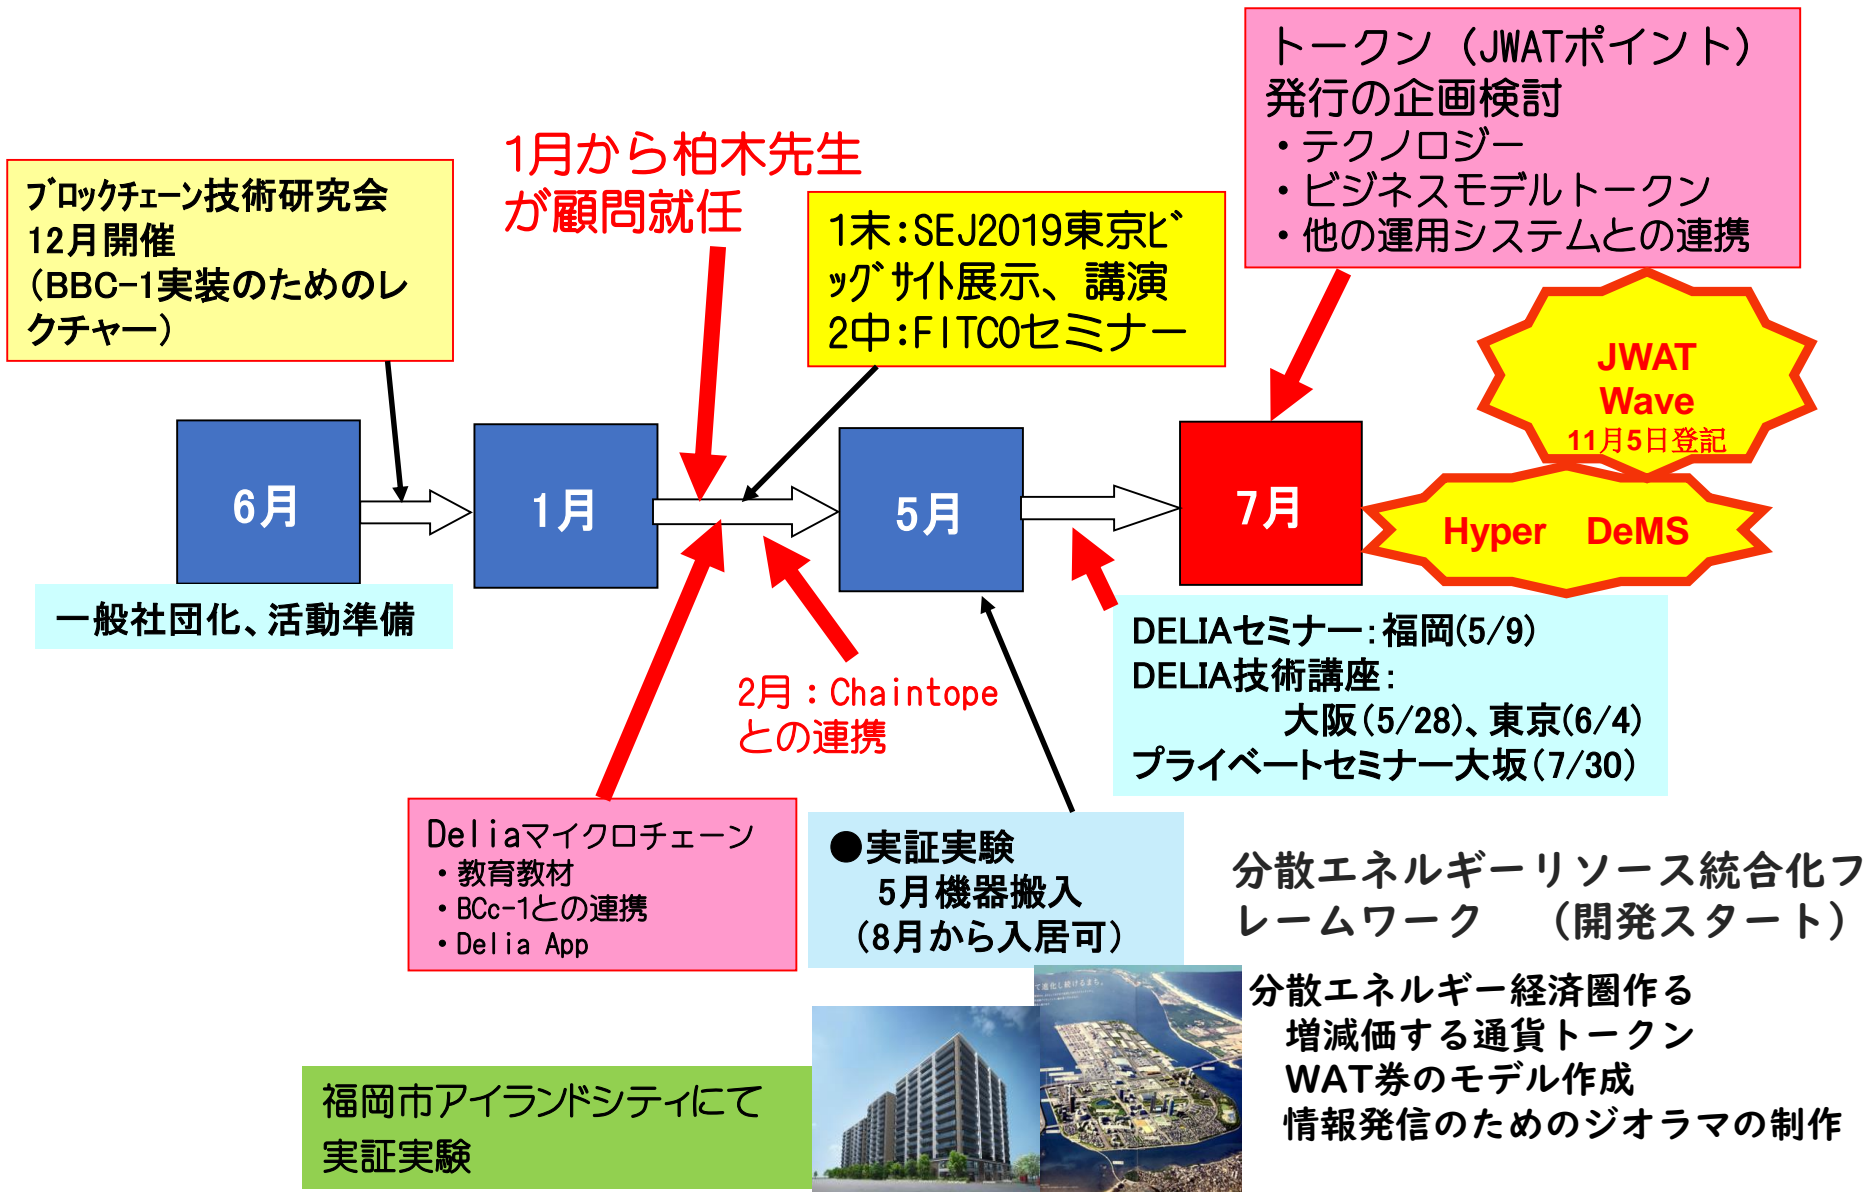 トークン（JWATポイント）
発行の企画検討
・テクノロジー
・ビジネスモデルトークン
・他の運用システムとの連携
1月から柏木先生
が顧問就任
ﾌﾞﾛｯｸﾁｪｰﾝ技術研究会
12月開催
（BBC-1実装のためのレ
クチャー）
1末：SEJ2019東京ﾋﾞ
ｯｸﾞｻｲﾄ展示、講演
2中：FITCOセミナー
JWAT
Wave
11月5日登記
6月
1月
5月
7月
Hyper　DeMS
一般社団化、活動準備
DELIAセミナー：福岡(5/9)
DELIA技術講座：
大阪（5/28）、東京(6/4)
プライベートセミナー大坂（7/30）
2月：Chaintope
との連携
Deliaマイクロチェーン
・教育教材
・BCc-1との連携
・Delia App
●実証実験
5月機器搬入
（8月から入居可）
分散エネルギーリソース統合化フ
レームワーク　（開発スタート）
て進化し続けるまち。
分散エネルギー経済圏作る
増減価する通貨トークン
WAT券のモデル作成
情報発信のためのジオラマの制作
福岡市アイランドシティにて
実証実験